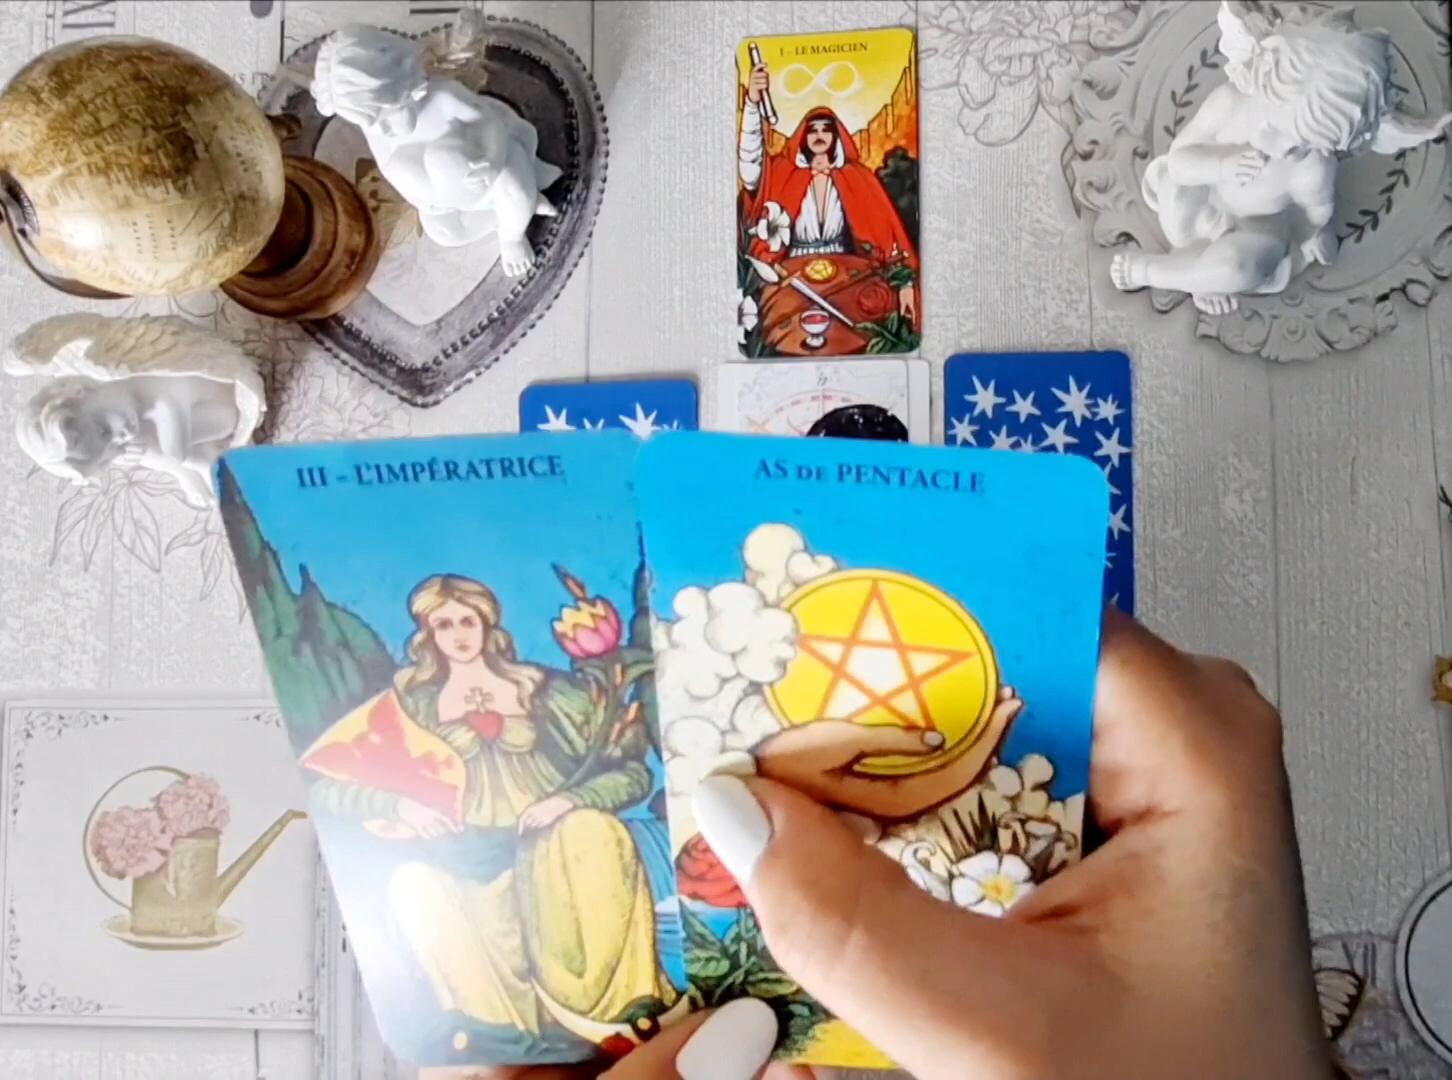 I - LE MAGICIEN
III - L'IMPÉRATRICE
AS DE PENTACLE